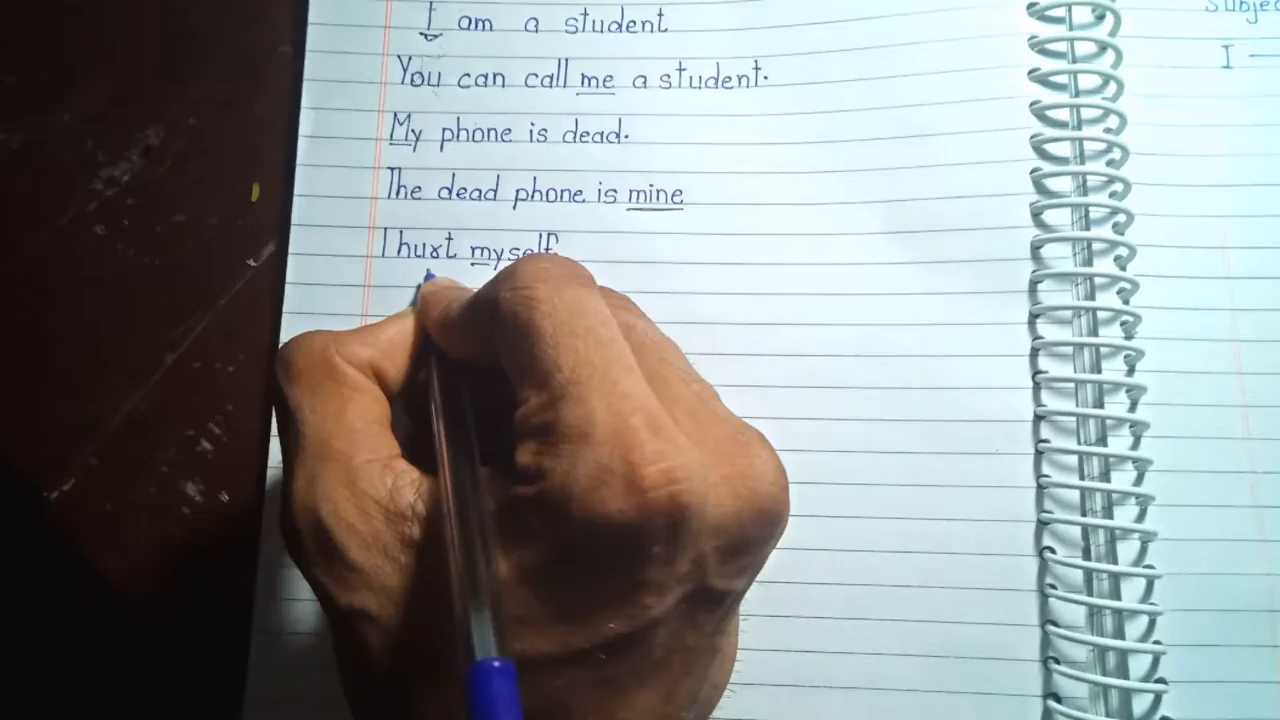 I am a student
You can call me a student.
My phone is dead.
The dead phone is mine
I hurt myself
I —